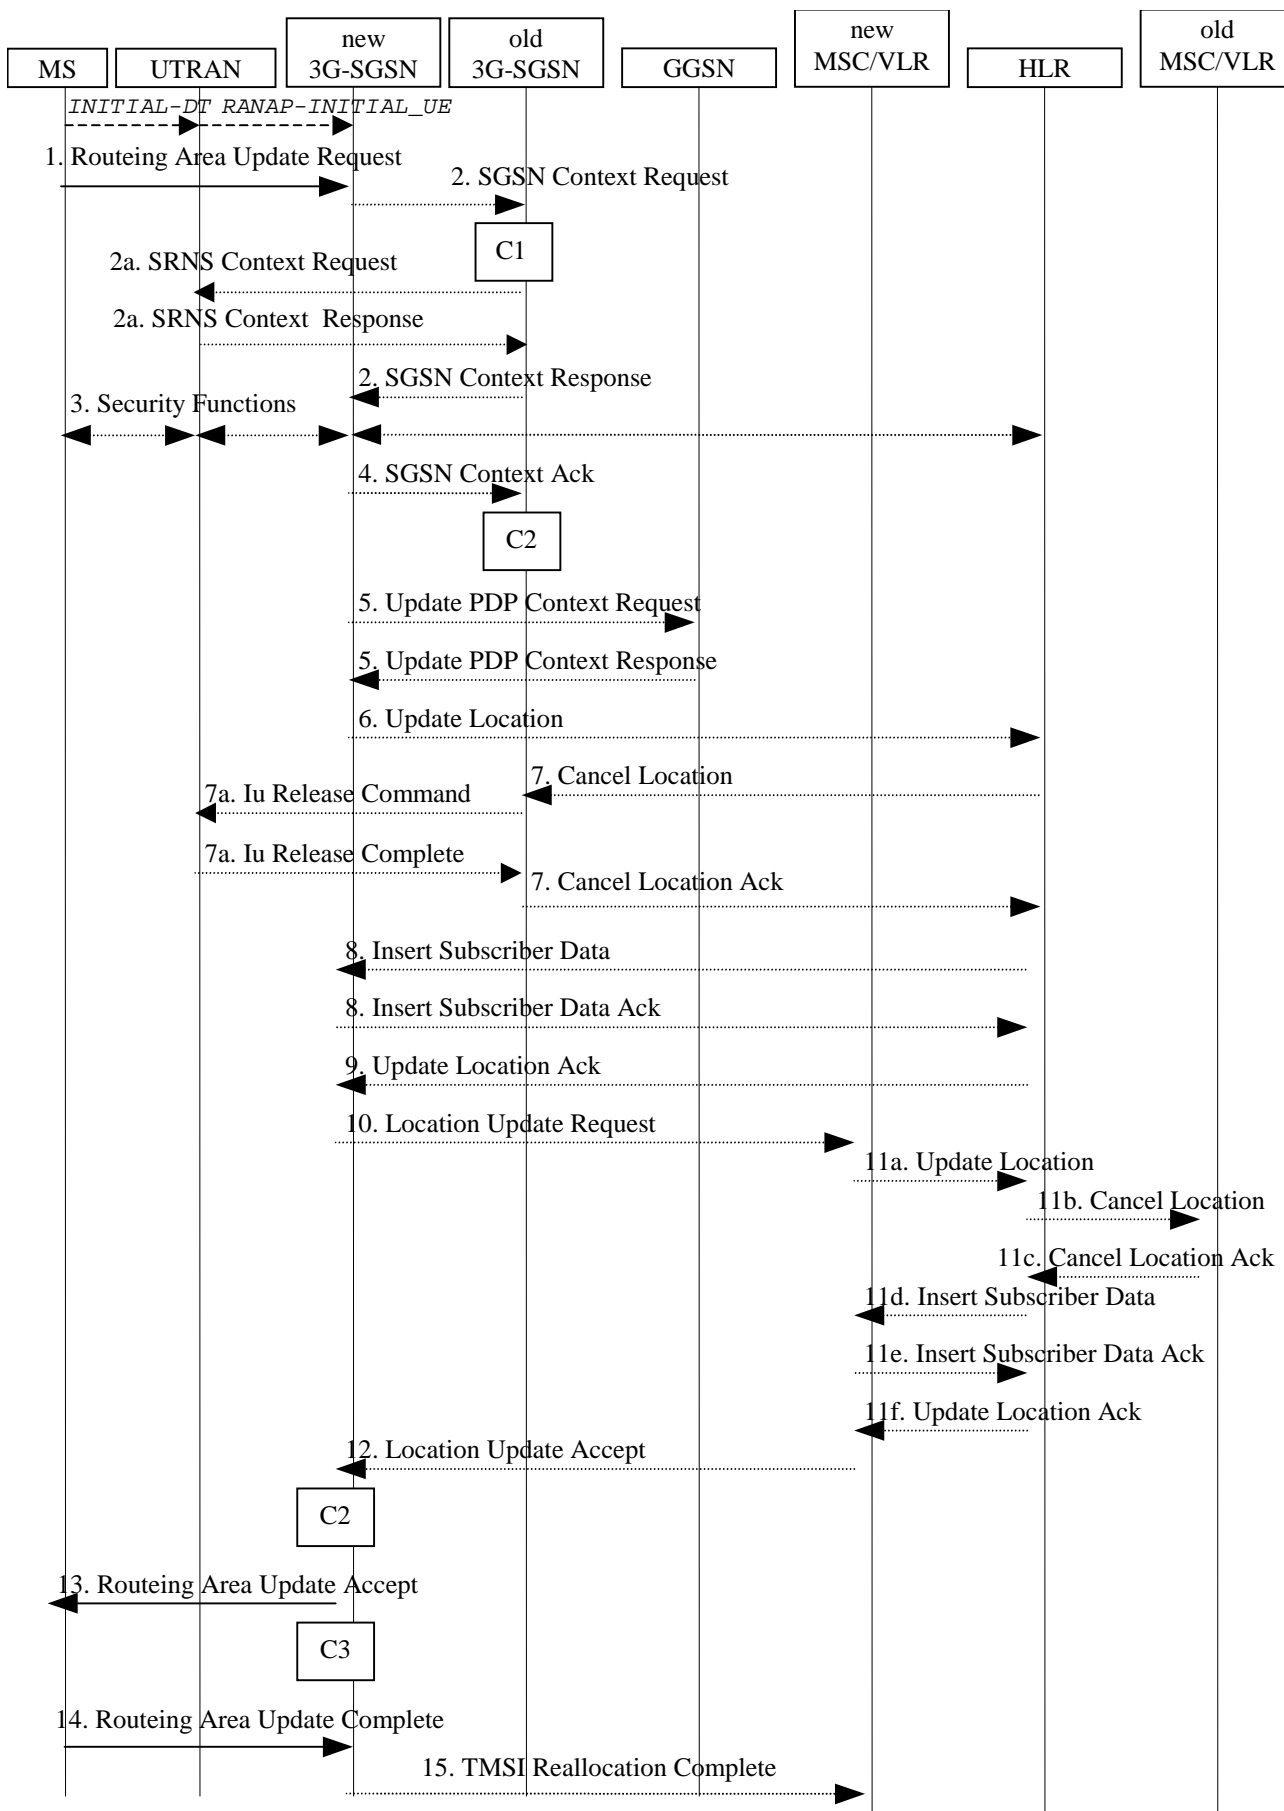 new
3G-SGSN
old
3G-SGSN
new
MSC/VLR
old
MSC/VLR
MS
UTRAN
GGSN
HLR
INITIAL-DT RANAP-INITIAL_UE
1. Routeing Area Update Request
2. SGSN Context Request
C1
2a. SRNS Context Request
2a. SRNS Context  Response
2. SGSN Context Response
3. Security Functions
4. SGSN Context Ack
C2
5. Update PDP Context Request
5. Update PDP Context Response
6. Update Location
7. Cancel Location
7a. Iu Release Command
7a. Iu Release Complete
7. Cancel Location Ack
8. Insert Subscriber Data
8. Insert Subscriber Data Ack
9. Update Location Ack
10. Location Update Request
11a. Update Location
11b. Cancel Location
11c. Cancel Location Ack
11d. Insert Subscriber Data
11e. Insert Subscriber Data Ack
11f. Update Location Ack
12. Location Update Accept
C2
13. Routeing Area Update Accept
C3
14. Routeing Area Update Complete
15. TMSI Reallocation Complete